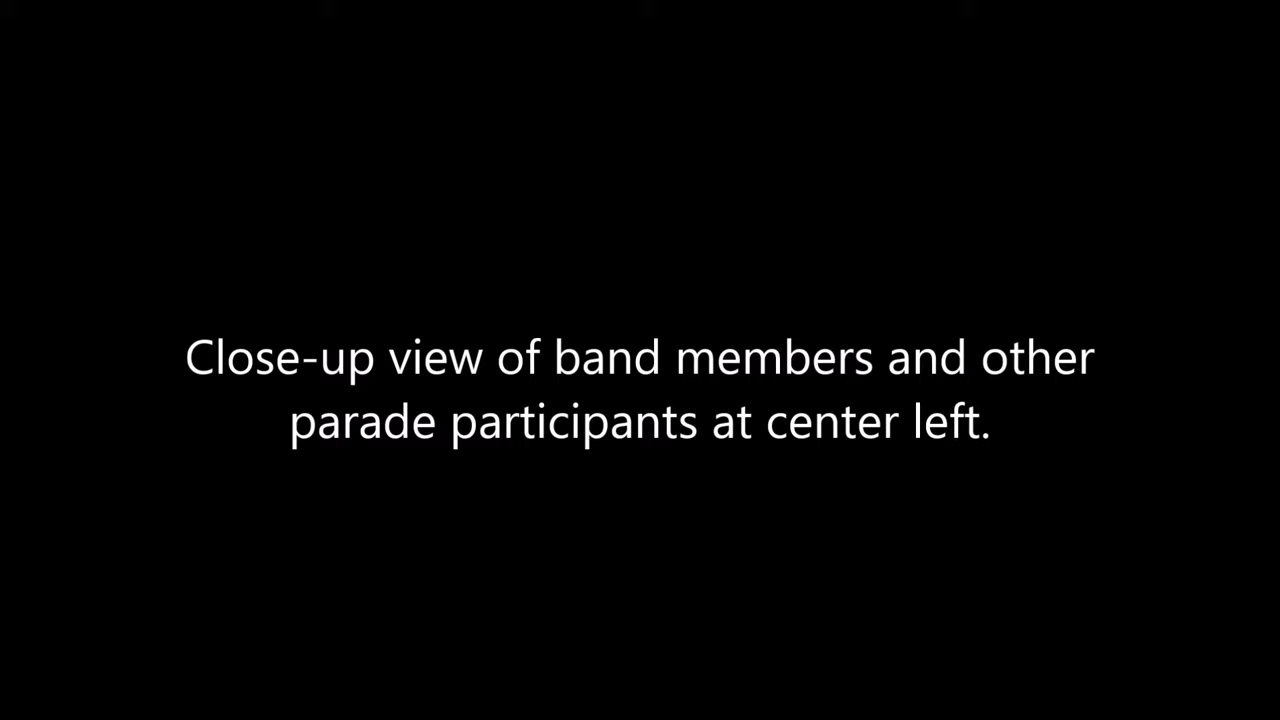 Close-up view of band members and other
parade participants at center left.